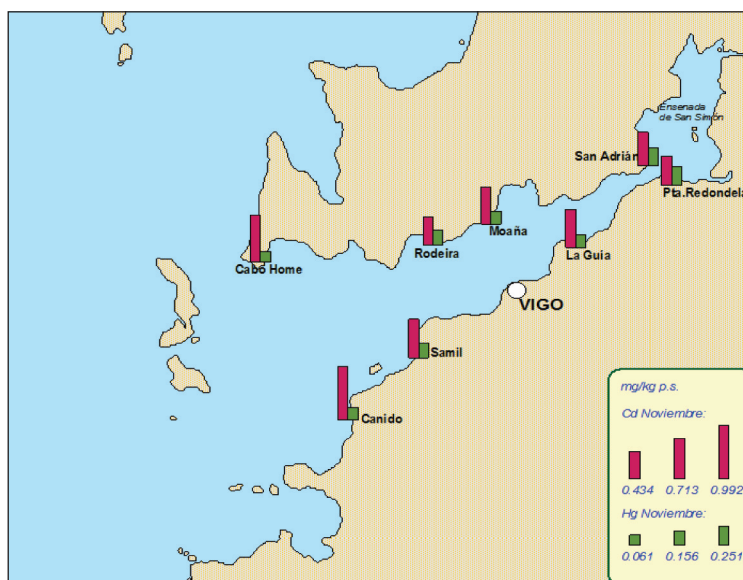 Ensenada
de San Simón
San Adrián
Pta.Redondela
Moaña
Rodeira
La Guia
Cabo Home
VIGO
Samil
Canido
mg/kg p.s.
Cd Noviembre:
0.434 0.713 0.992
Hg Noviembre:
0.061 0.156 0.251